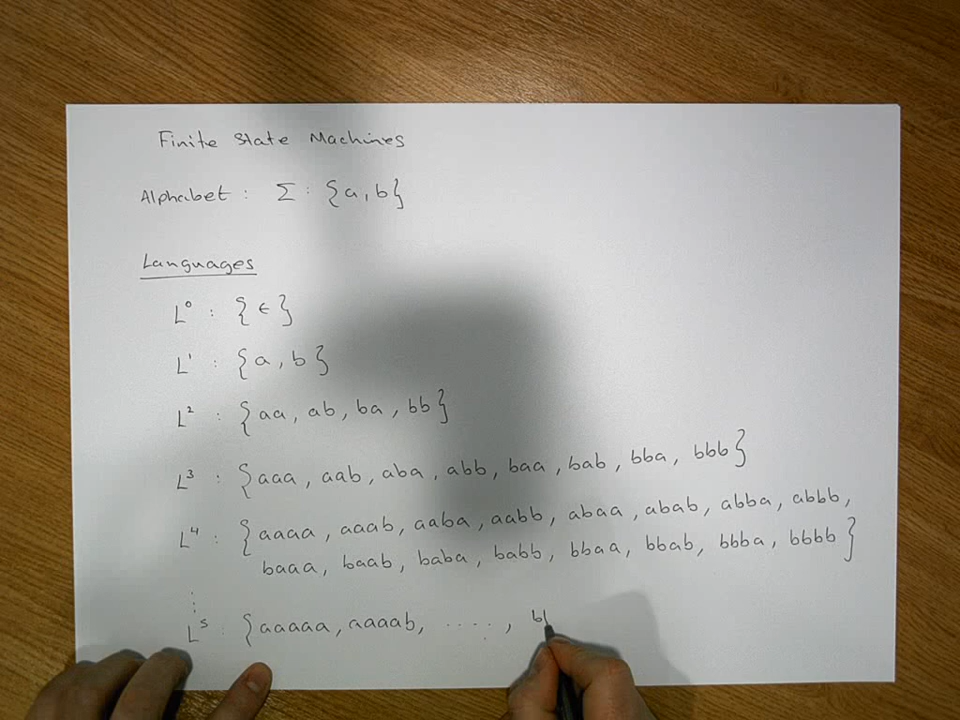 Finite State Machines
Alphabet : Σ : {a, b}
Languages
L⁰ : {ϵ}
L¹ : {a, b}
L² : {aa, ab, ba, bb}
L³ : {aaa, aab, aba, abb, baa, bab, bba, bbb}
L⁴ : {aaaa, aaab, aaba, aabb, abaa, abab, abba, abbb,
baaa, baab, baba, babb, bbaa, bbab, bbba, bbbb}
⋮
L⁵ : {aaaaa, aaaab, ....., b